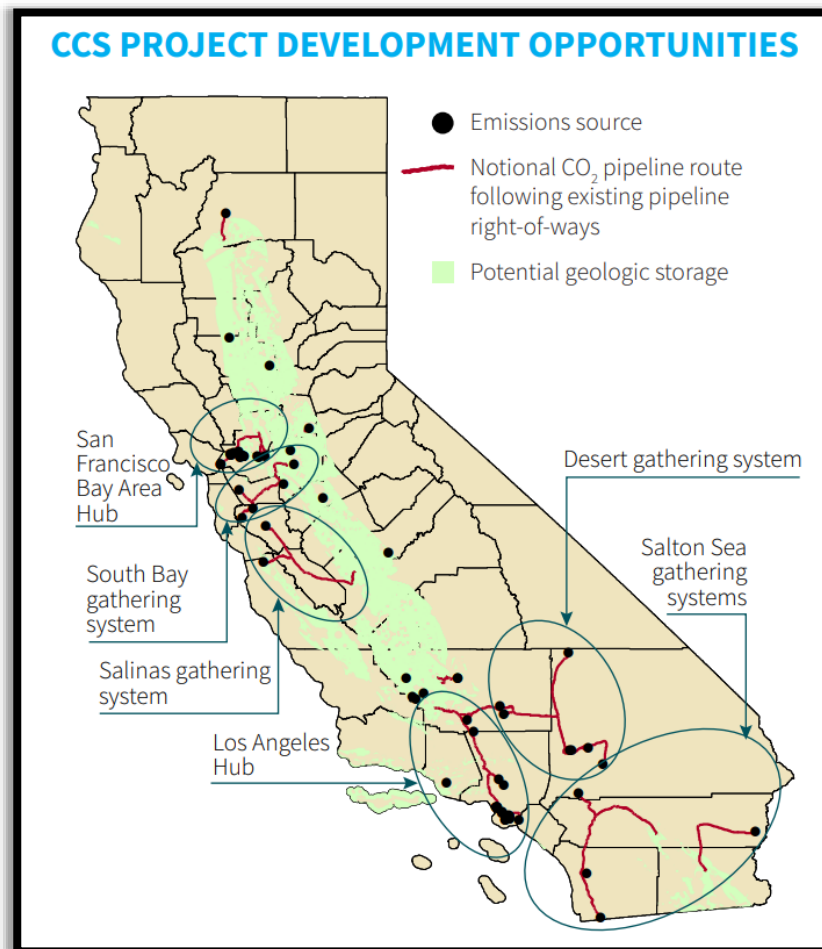 CCS PROJECT DEVELOPMENT OPPORTUNITIES
Emissions source
Notional CO₂ pipeline route
following existing pipeline
right-of-ways
Potential geologic storage
San
Francisco
Bay Area
Hub
South Bay
gathering
system
Salinas gathering
system
Los Angeles
Hub
Desert gathering system
Salton Sea
gathering
systems